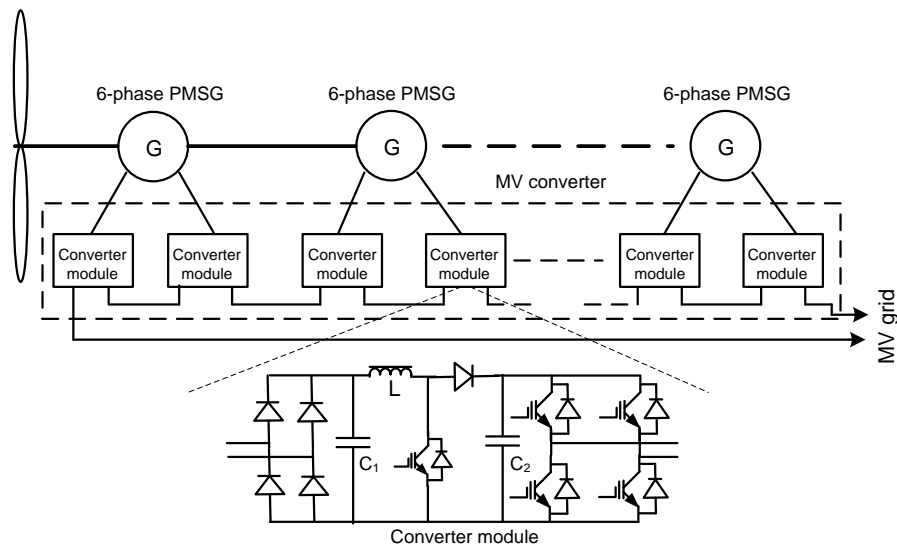 6-phase PMSG
6-phase PMSG
6-phase PMSG
G
G
G
MV converter
Converter
module
Converter
module
Converter
module
Converter
module
Converter
module
Converter
module
MV grid
L
C1
C2
Converter module